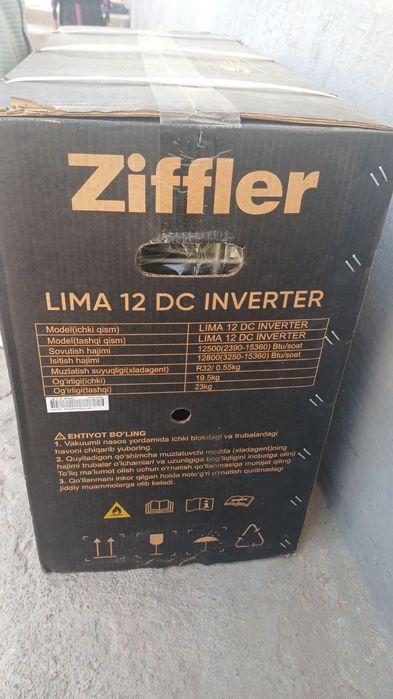 Ziffler
LIMA 12 DC INVERTER
Model(ichki qism) LIMA 12 DC INVERTER
Model(tashqi qism) LIMA 12 DC INVERTER
Sovutish hajimi 12500(2390-15360) Btu/soat
Isitish hajimi 12800(3250-15360) Btu/soat
Muzlatish suyuqligi(xladagent) R32/ 0.55kg
Og'irligi(ichki) 19.5kg
Og'irligi(tashqi) 23kg
EHTIYOT BO'LING
1. Vakuumli nasos yordamida ichki blokdagi va trubalardagi
havoni chiqarib yuboring.
2. Quyiladigon qo'shimcha muzlatuvchi modda (xladagent)ning
hajimi trubalar o'lchamlari va uzunligiga bog'liqligini inobatga oling
To'liq ma'lumot olish uchun o'rnatish qo'llanmasiga murojat qiling
3. Qo'llanmani inkor qilgan holda noto'g'ri o'rnatish qurilmadagi
jiddiy muammolarga olib keladi.